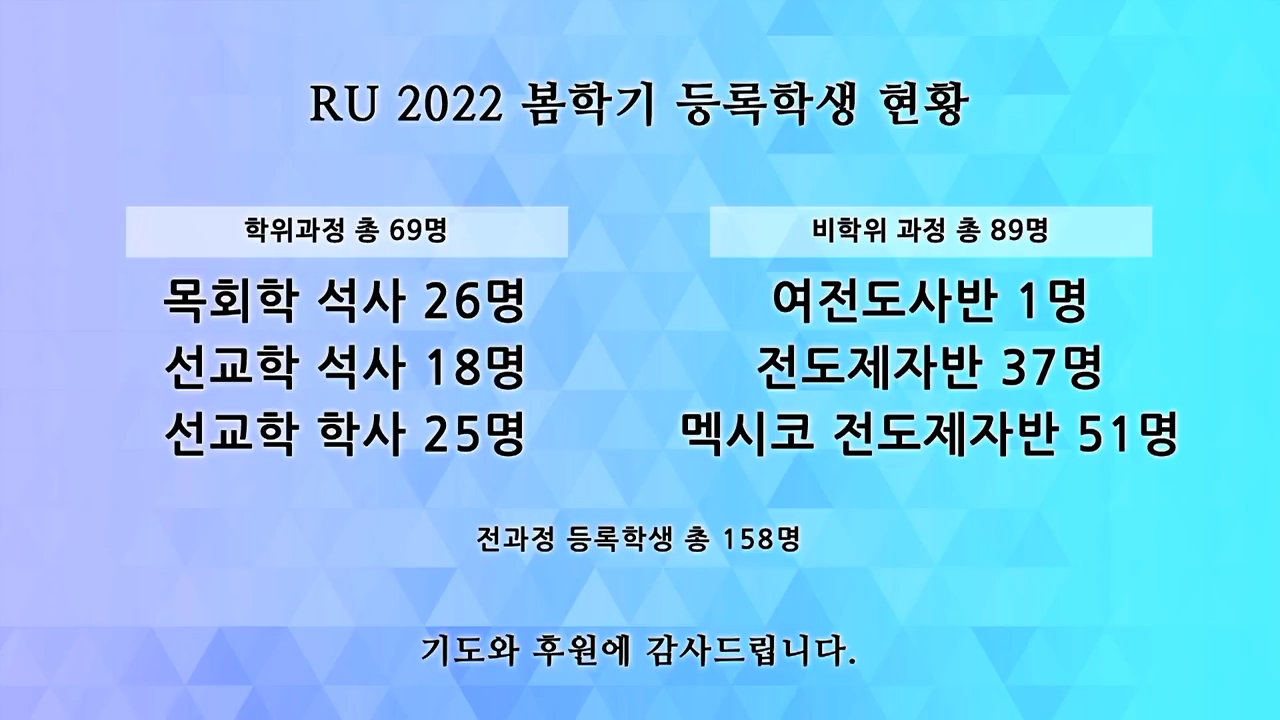 RU 2022 봄학기 등록학생 현황
학위과정 총 69명
목회학 석사 26명
선교학 석사 18명
선교학 학사 25명
비학위 과정 총 89명
여전도사반 1명
전도제자반 37명
멕시코 전도제자반 51명
전과정 등록학생 총 158명
기도와 후원에 감사드립니다.